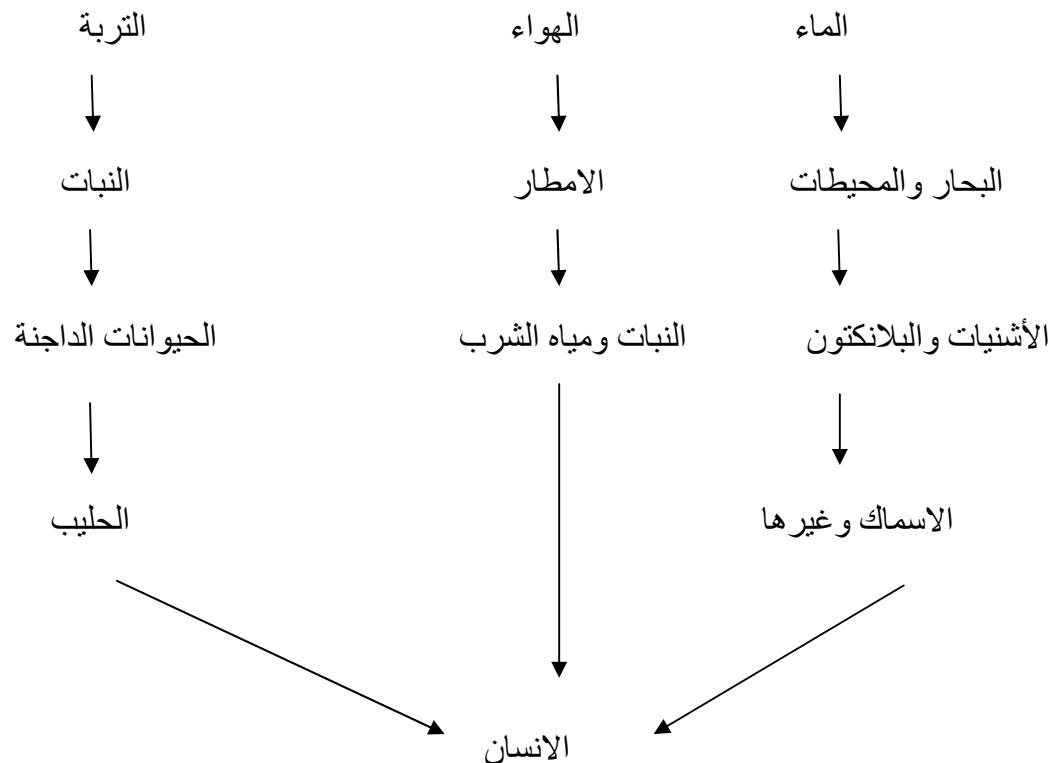 الماء الهواء التربة
البحار والمحيطات الامطار النبات
الأشنيات والبلانكتون النبات ومياه الشرب الحيوانات الداجنة
الاسماك وغيرها الحليب
الانسان